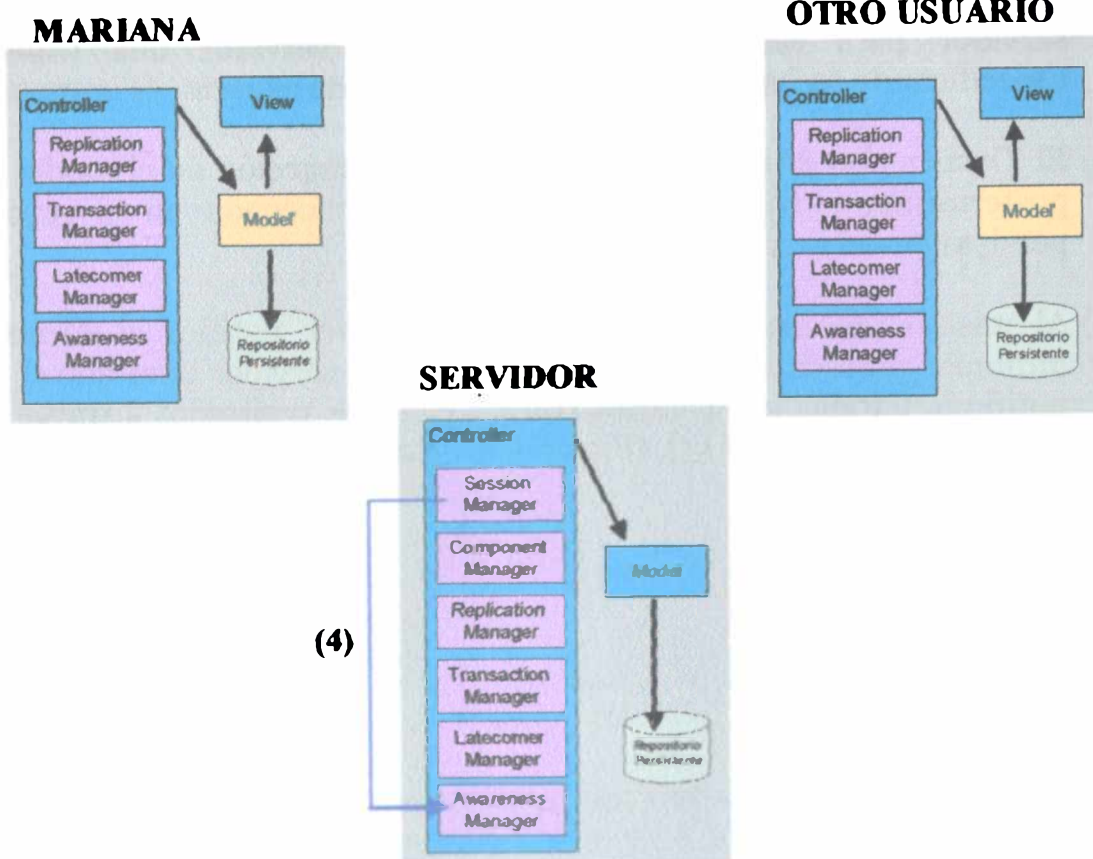 MARIANA
Controller
Replication
Manager
Transaction
Manager
Latecomer
Manager
Awareness
Manager
View
Model'
Repositorio
Persistente
OTRO USUARIO
Controller
Replication
Manager
Transaction
Manager
Latecomer
Manager
Awareness
Manager
View
Model'
Repositorio
Persistente
SERVIDOR
Controller
Session
Manager
Component
Manager
Replication
Manager
Transaction
Manager
Latecomer
Manager
Awareness
Manager
Model
Repositorio
Persistente
(4)